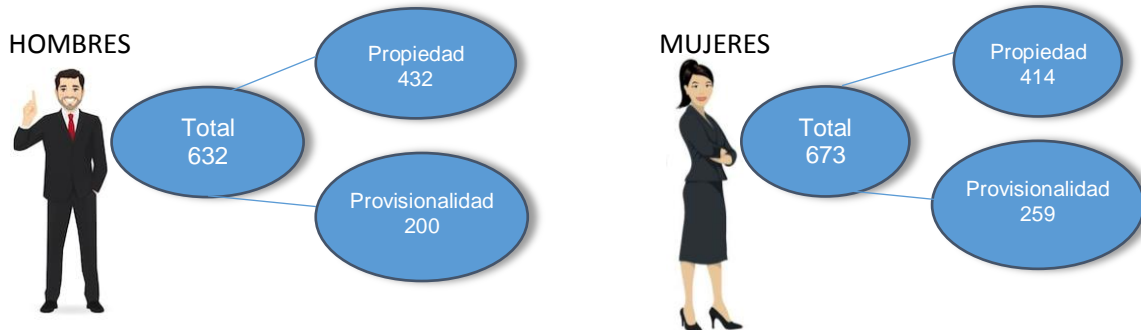 HOMBRES
Propiedad
432
Total
632
Provisionalidad
200
MUJERES
Propiedad
414
Total
673
Provisionalidad
259